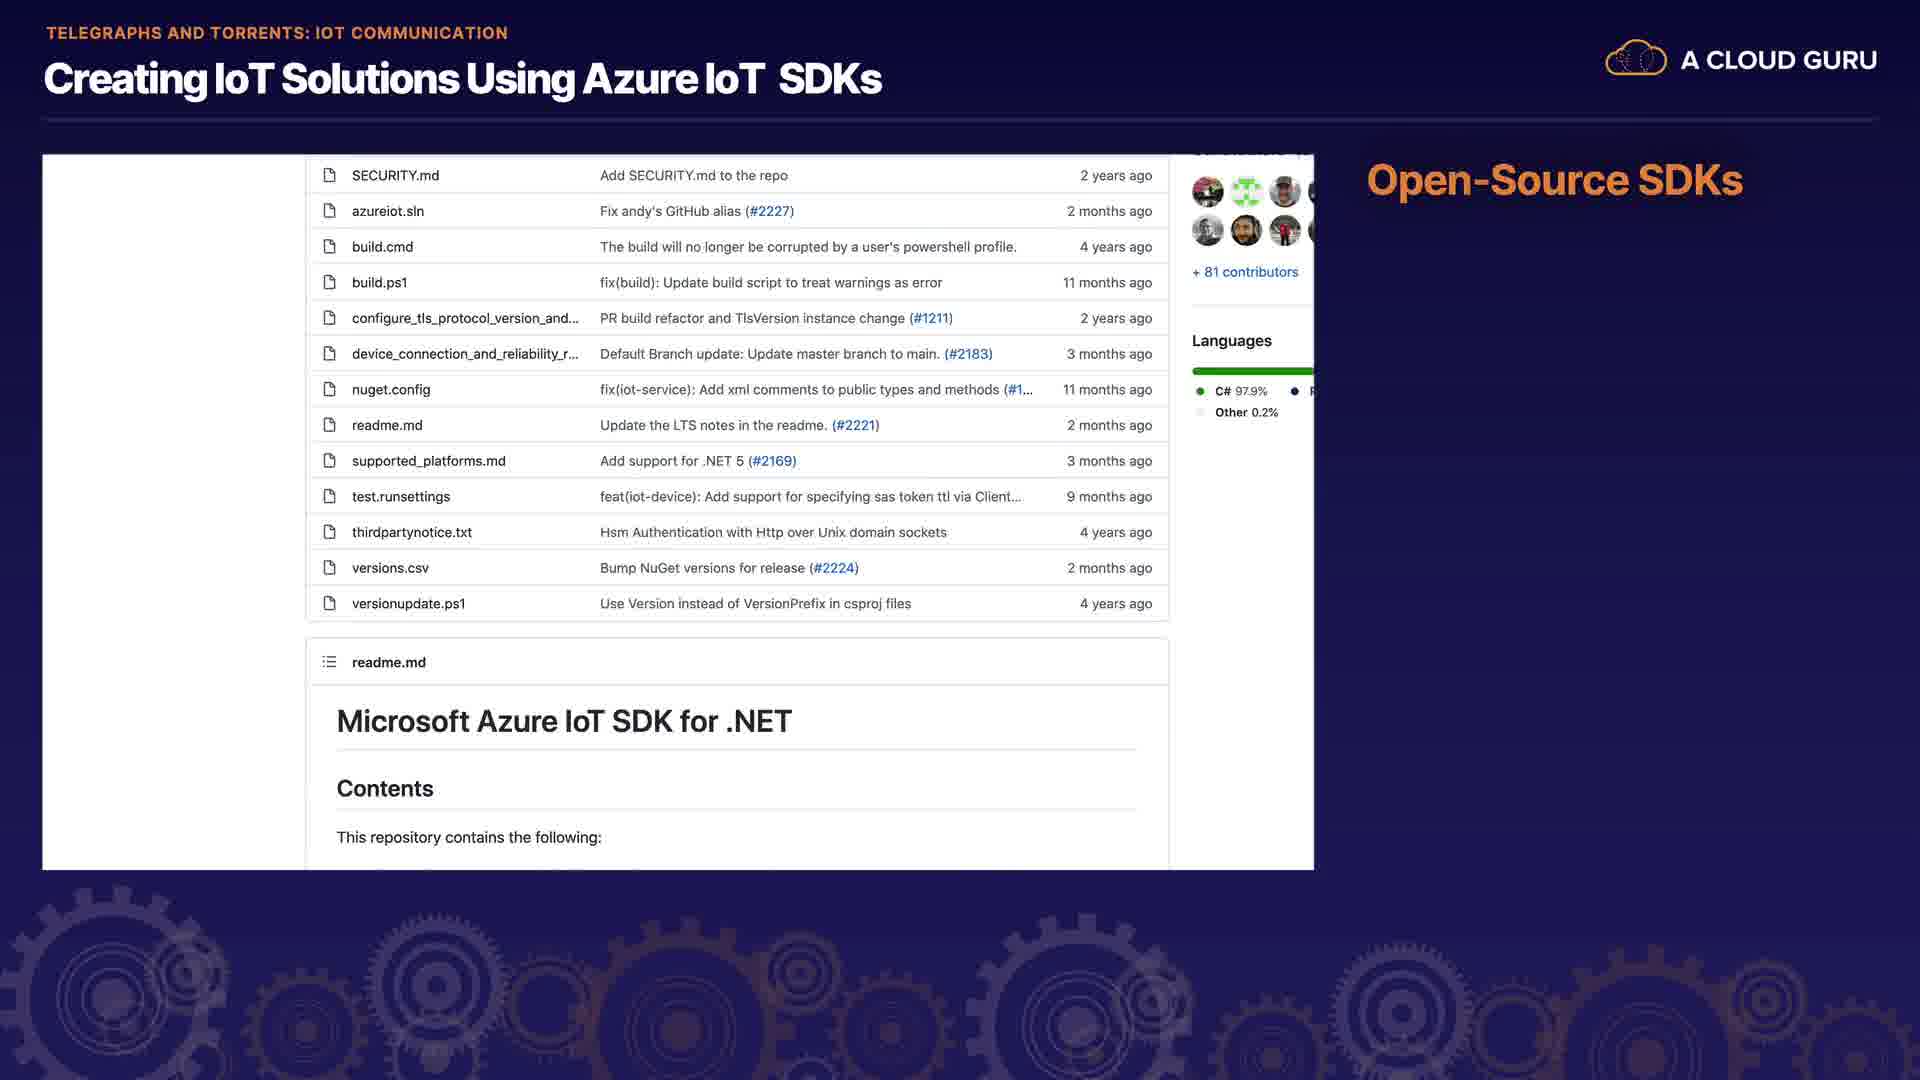 TELEGRAPHS AND TORRENTS: IOT COMMUNICATION
Creating IoT Solutions Using Azure IoT SDKs
A CLOUD GURU
Open-Source SDKs
SECURITY.md Add SECURITY.md to the repo 2 years ago
azureiot.sln Fix andy's GitHub alias (#2227) 2 months ago
build.cmd The build will no longer be corrupted by a user's powershell profile. 4 years ago
build.ps1 fix(build): Update build script to treat warnings as error 11 months ago
configure_tls_protocol_version_and... PR build refactor and TlsVersion instance change (#1211) 2 years ago
device_connection_and_reliability_r... Default Branch update: Update master branch to main. (#2183) 3 months ago
nuget.config fix(iot-service): Add xml comments to public types and methods (#1... 11 months ago
readme.md Update the LTS notes in the readme. (#2221) 2 months ago
supported_platforms.md Add support for .NET 5 (#2169) 3 months ago
test.runsettings feat(iot-device): Add support for specifying sas token ttl via Client... 9 months ago
thirdpartynotice.txt Hsm Authentication with Http over Unix domain sockets 4 years ago
versions.csv Bump NuGet versions for release (#2224) 2 months ago
versionupdate.ps1 Use Version instead of VersionPrefix in csproj files 4 years ago
+ 81 contributors
Languages
C# 97.9%
Other 0.2%
readme.md
Microsoft Azure IoT SDK for .NET
Contents
This repository contains the following: